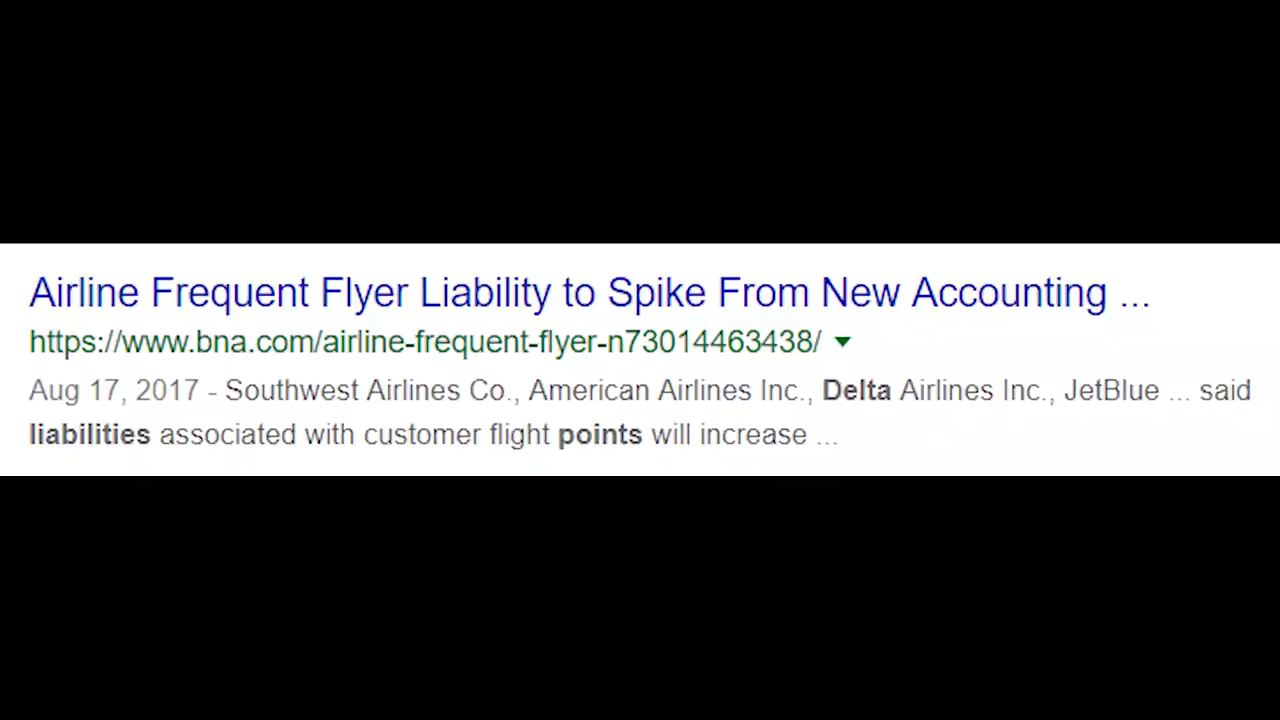 Airline Frequent Flyer Liability to Spike From New Accounting ...
https://www.bna.com/airline-frequent-flyer-n73014463438/
Aug 17, 2017 - Southwest Airlines Co., American Airlines Inc., Delta Airlines Inc., JetBlue ... said
liabilities associated with customer flight points will increase ...